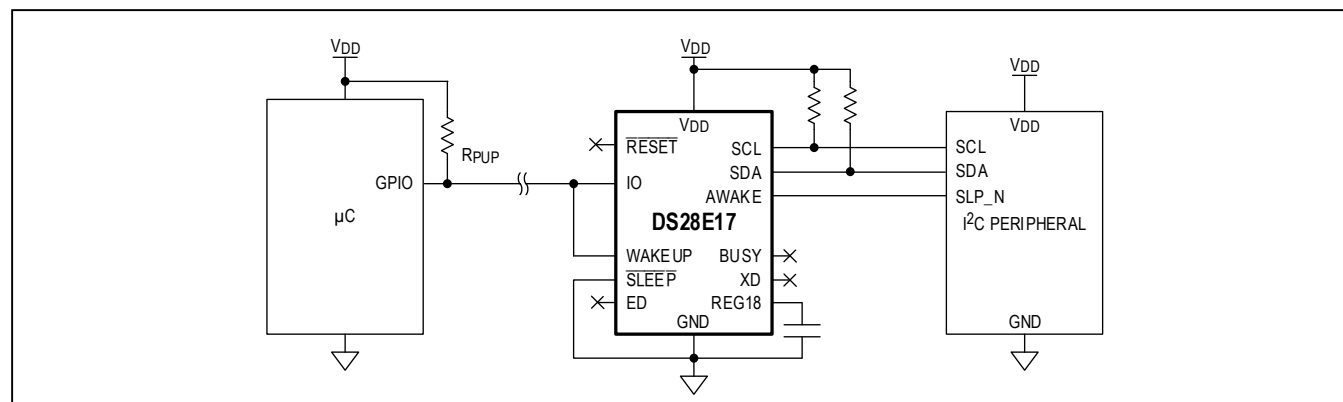 VDD
RPUP
GPIO
µC
VDD
VDD
RESET
SCL
IO
SDA
AWAKE
DS28E17
WAKEUP
BUSY
SLEEP
XD
ED
REG18
GND
VDD
VDD
SCL
SDA
SLP_N
I2C PERIPHERAL
GND